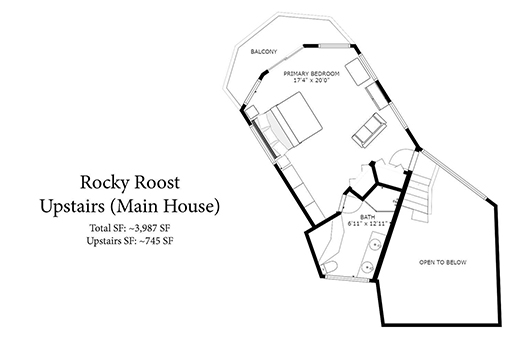 BALCONY
PRIMARY BEDROOM
17'4" x 20'0"
Rocky Roost
Upstairs (Main House)
Total SF: ~3,987 SF
Upstairs SF: ~745 SF
BATH
6'11" x 12'11"
OPEN TO BELOW